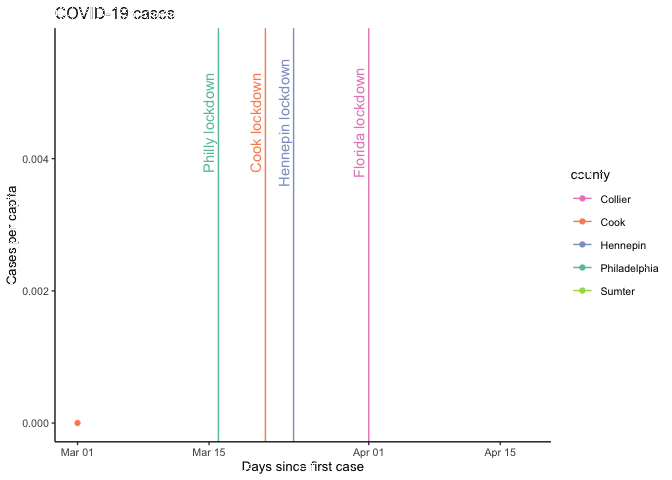 COVID-19 cases
Philly lockdown
Cook lockdown
Hennepin lockdown
Florida lockdown
Cases per capita
0.004
0.002
0.000
Mar 01
Mar 15
Apr 01
Apr 15
Days since first case
county
Collier
Cook
Hennepin
Philadelphia
Sumter